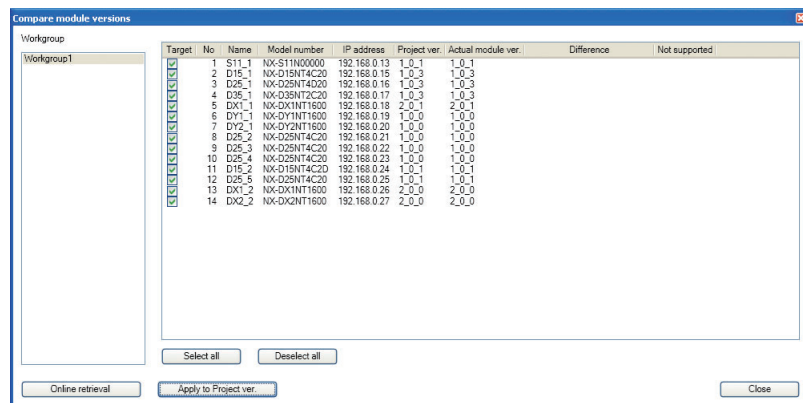 Compare module versions
Workgroup
Workgroup1
Target No Name Model number IP address Project ver. Actual module ver. Difference Not supported
1 S11_1 NX-S11N00000 192.168.0.13 1_0_1 1_0_1
2 D15_1 NX-D15NT4C20 192.168.0.15 1_0_3 1_0_3
3 D25_1 NX-D25NT4D20 192.168.0.16 1_0_3 1_0_3
4 D35_1 NX-D35NT2C20 192.168.0.17 1_0_3 1_0_3
5 DX1_1 NX-DX1NT1600 192.168.0.18 2_0_1 2_0_1
6 DY1_1 NX-DY1NT1600 192.168.0.19 1_0_0 1_0_0
7 DY2_1 NX-DY2NT1600 192.168.0.20 1_0_0 1_0_0
8 D25_2 NX-D25NT4C20 192.168.0.21 1_0_0 1_0_0
9 D25_3 NX-D25NT4C20 192.168.0.22 1_0_0 1_0_0
10 D25_4 NX-D25NT4C20 192.168.0.23 1_0_0 1_0_0
11 D15_2 NX-D15NT4C2D 192.168.0.24 1_0_1 1_0_1
12 D25_5 NX-D25NT4C20 192.168.0.25 1_0_1 1_0_1
13 DX1_2 NX-DX1NT1600 192.168.0.26 2_0_0 2_0_0
14 DX2_2 NX-DX2NT1600 192.168.0.27 2_0_0 2_0_0
Select all Deselect all
Online retrieval Apply to Project ver. Close